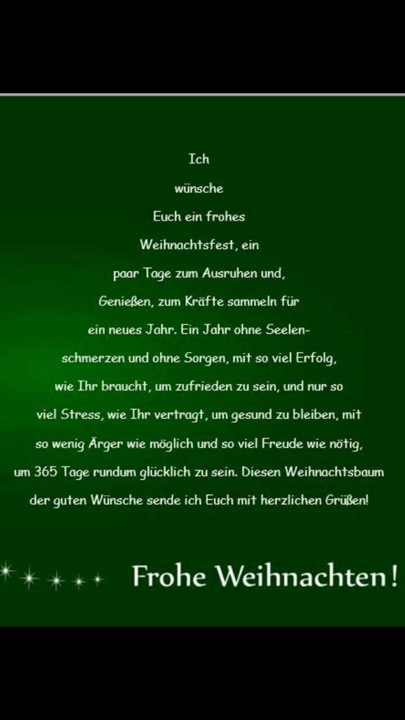 Ich
wünsche
Euch ein frohes
Weihnachtsfest, ein
paar Tage zum Ausruhen und,
Genießen, zum Kräfte sammeln für
ein neues Jahr. Ein Jahr ohne Seelen-
schmerzen und ohne Sorgen, mit so viel Erfolg,
wie Ihr braucht, um zufrieden zu sein, und nur so
viel Stress, wie Ihr vertragt, um gesund zu bleiben, mit
so wenig Ärger wie möglich und so viel Freude wie nötig,
um 365 Tage rundum glücklich zu sein. Diesen Weihnachtsbaum
der guten Wünsche sende ich Euch mit herzlichen Grüßen!
Frohe Weihnachten!